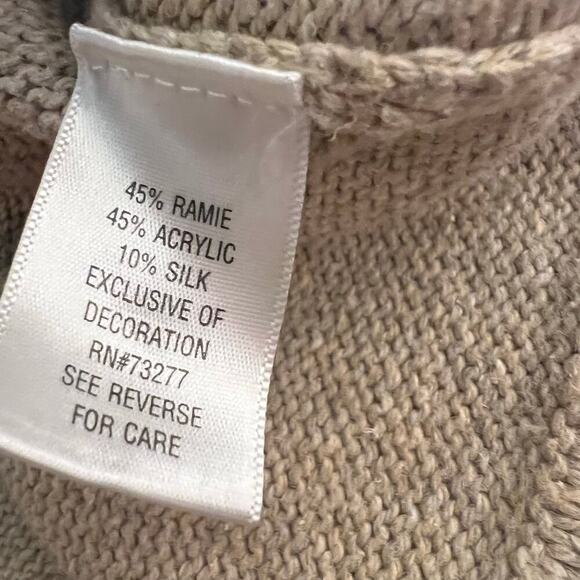 45% RAMIE
45% ACRYLIC
10% SILK
EXCLUSIVE OF
DECORATION
RN#73277
SEE REVERSE
FOR CARE